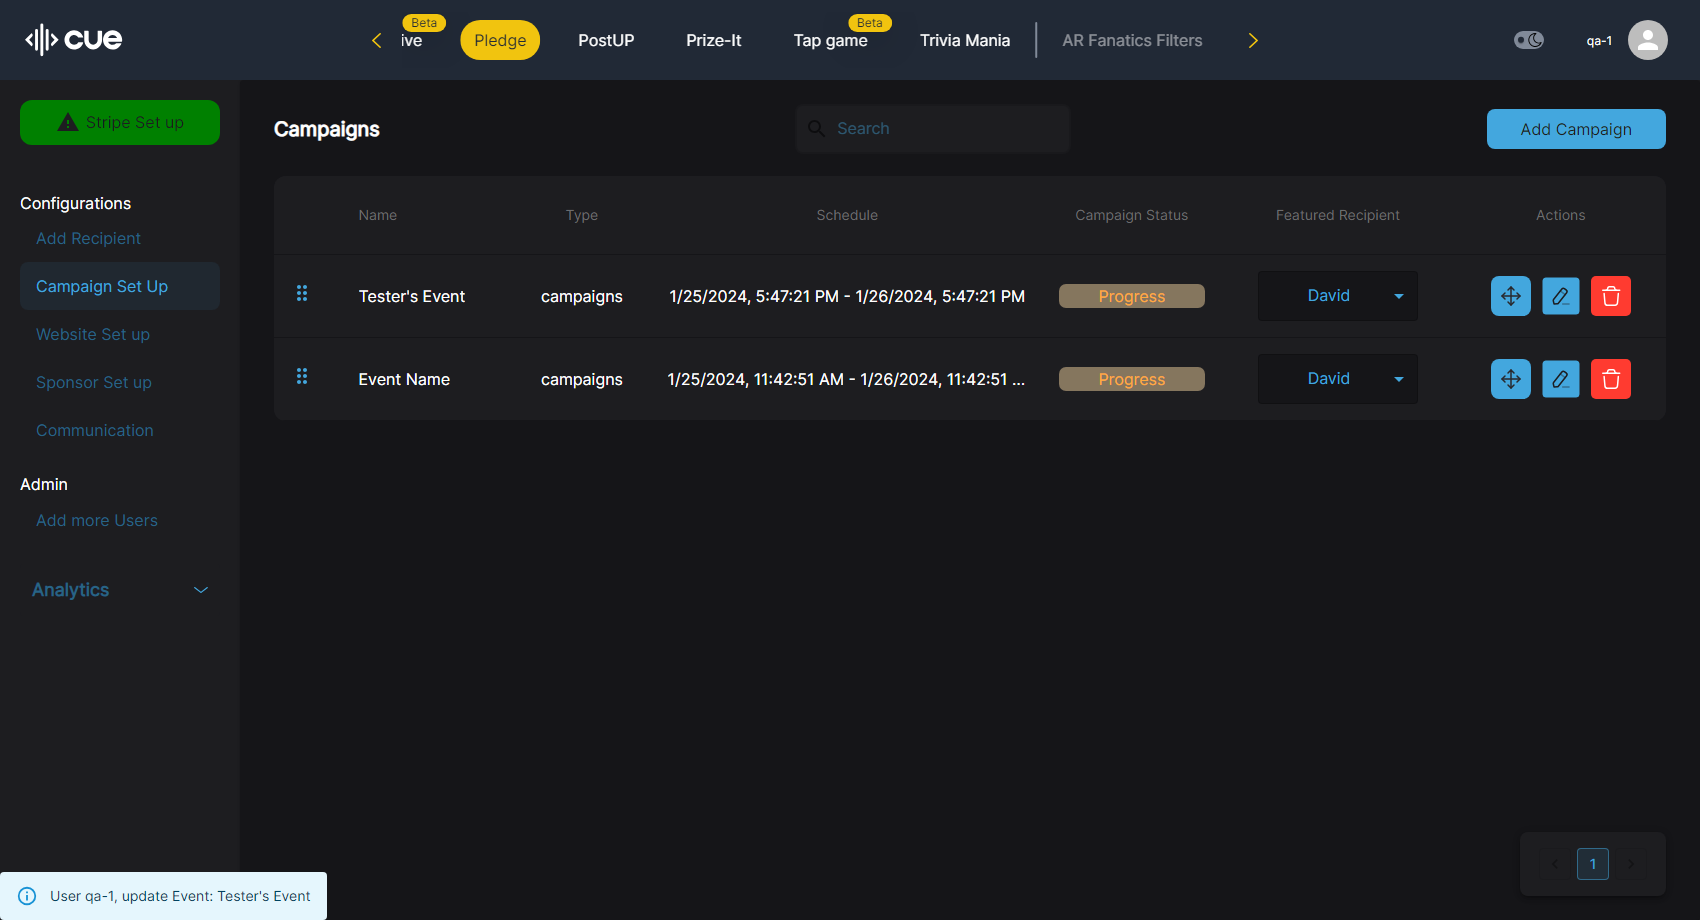 cue
Beta
ive
Pledge
PostUP
Prize-It
Beta
Tap game
Trivia Mania
AR Fanatics Filters
qa-1
Stripe Set up
Configurations
Add Recipient
Campaign Set Up
Website Set up
Sponsor Set up
Communication
Admin
Add more Users
Analytics
Campaigns
Search
Add Campaign
Name Type Schedule Campaign Status Featured Recipient Actions
Tester's Event campaigns 1/25/2024, 5:47:21 PM - 1/26/2024, 5:47:21 PM Progress David
Event Name campaigns 1/25/2024, 11:42:51 AM - 1/26/2024, 11:42:51 ... Progress David
1
User qa-1, update Event: Tester's Event